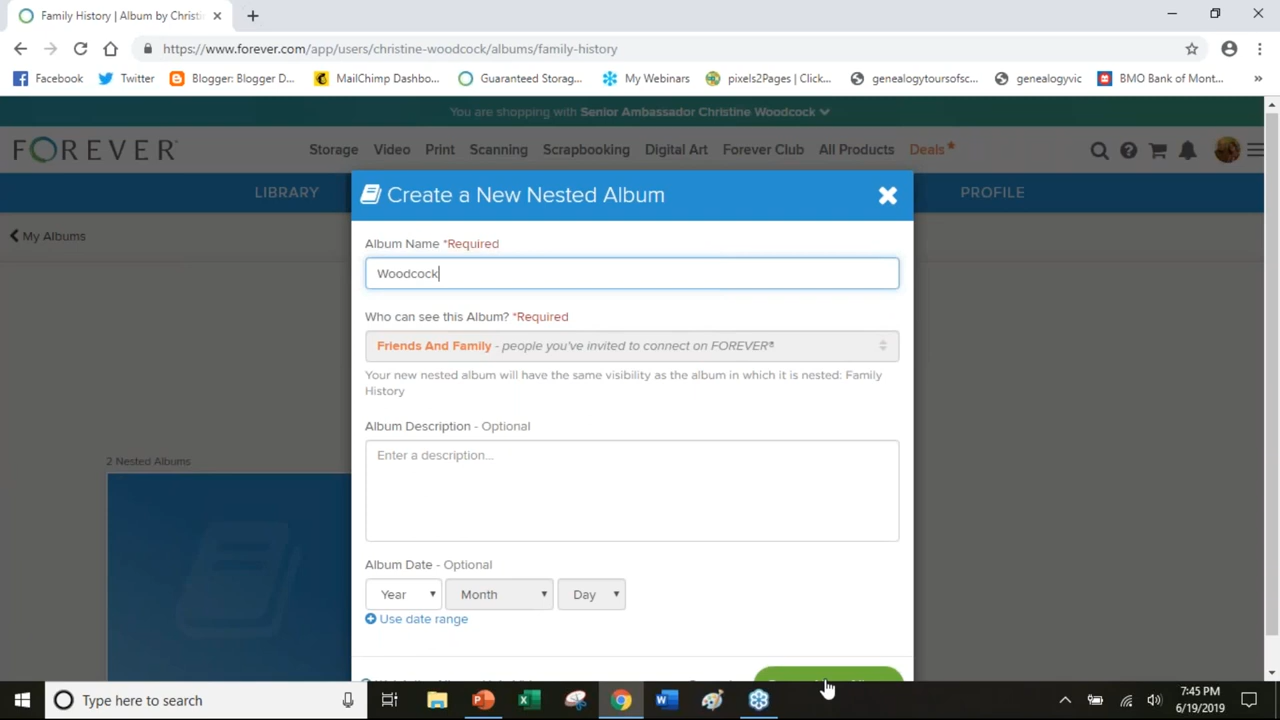 Family History | Album by Christi
https://www.forever.com/app/users/christine-woodcock/albums/family-history
Facebook Twitter Blogger: Blogger D... MailChimp Dashbo... Guaranteed Storag... My Webinars pixels2Pages | Click... genealogytoursofsc... genealogyvic BMO Bank of Mont... »
You are shopping with Senior Ambassador Christine Woodcock
FOREVER Storage Video Print Scanning Scrapbooking Digital Art Forever Club All Products Deals*
LIBRARY PROFILE
Create a New Nested Album
My Albums
Album Name *Required
Woodcock
Who can see this Album? *Required
Friends And Family - people you've invited to connect on FOREVER®
Your new nested album will have the same visibility as the album in which it is nested: Family
History
Album Description - Optional
Enter a description...
2 Nested Albums
Album Date - Optional
Year Month Day
Use date range
Type here to search
7:45 PM
6/19/2019